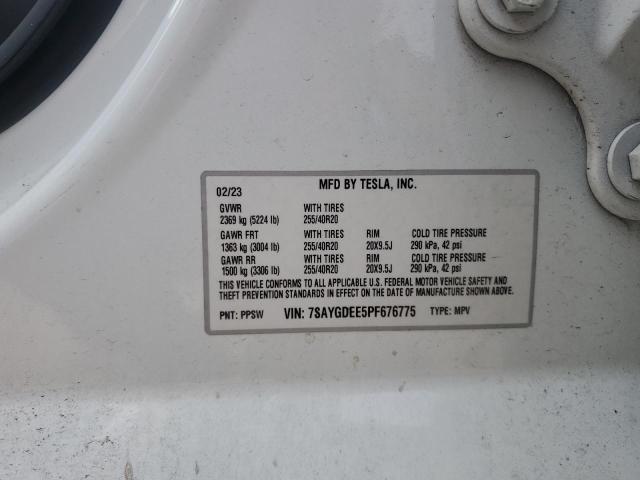 02/23 MFD BY TESLA, INC.
GVWR WITH TIRES
2369 kg (5224 lb) 255/40R20
GAWR FRT WITH TIRES RIM COLD TIRE PRESSURE
1363 kg (3004 lb) 255/40R20 20X9.5J 290 kPa, 42 psi
GAWR RR WITH TIRES RIM COLD TIRE PRESSURE
1500 kg (3306 lb) 255/40R20 20X9.5J 290 kPa, 42 psi
THIS VEHICLE CONFORMS TO ALL APPLICABLE U.S. FEDERAL MOTOR VEHICLE SAFETY AND
THEFT PREVENTION STANDARDS IN EFFECT ON THE DATE OF MANUFACTURE SHOWN ABOVE.
PNT: PPSW VIN: 7SAYGDEE5PF676775 TYPE: MPV